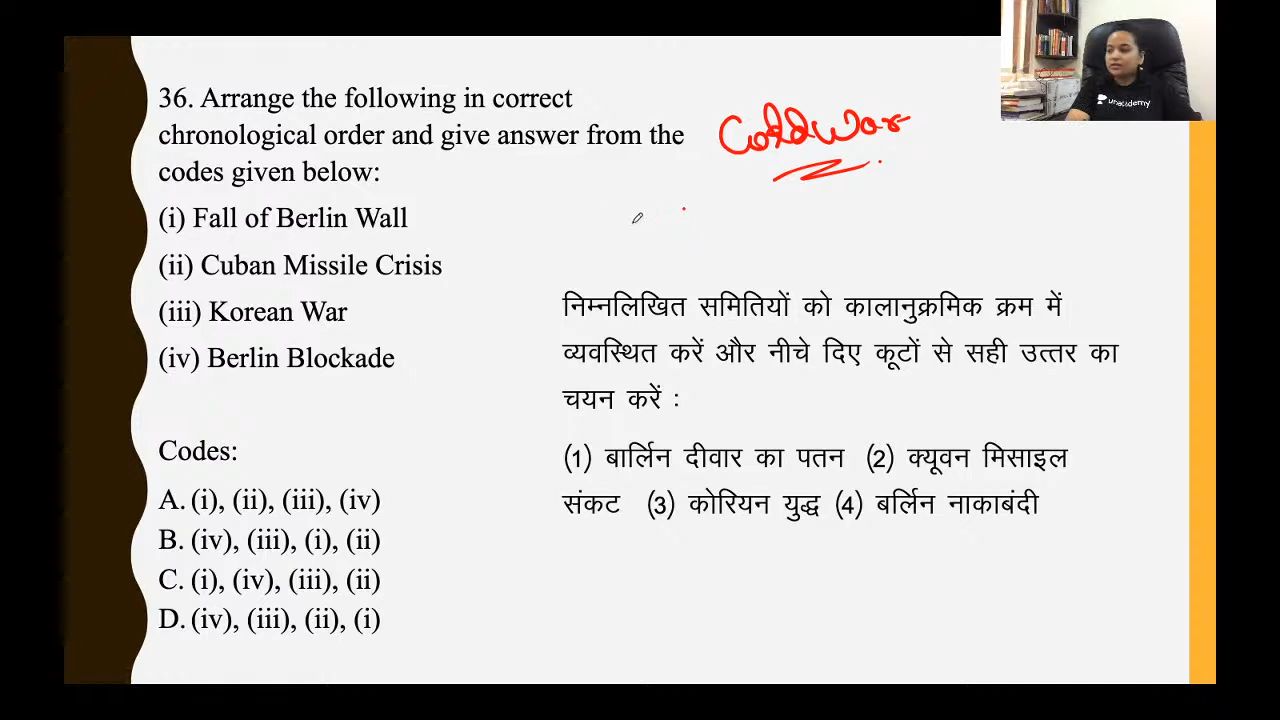 36. Arrange the following in correct
chronological order and give answer from the
codes given below:
(i) Fall of Berlin Wall
(ii) Cuban Missile Crisis
(iii) Korean War
(iv) Berlin Blockade
Codes:
A. (i), (ii), (iii), (iv)
B. (iv), (iii), (i), (ii)
C. (i), (iv), (iii), (ii)
D. (iv), (iii), (ii), (i)
Cold War
निम्नलिखित समितियों को कालानुक्रमिक क्रम में
व्यवस्थित करें और नीचे दिए कूटों से सही उत्तर का
चयन करें :
(1) बार्लिन दीवार का पतन (2) क्यूवन मिसाइल
संकट (3) कोरियन युद्ध (4) बर्लिन नाकाबंदी
unacademy